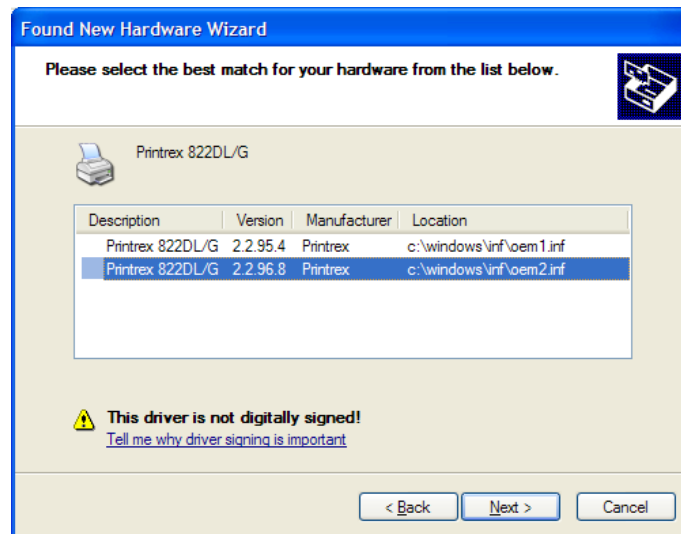 Found New Hardware Wizard
Please select the best match for your hardware from the list below.
Printrex 822DL/G
Description Version Manufacturer Location
Printrex 822DL/G 2.2.95.4 Printrex c:\windows\inf\oem1.inf
Printrex 822DL/G 2.2.96.8 Printrex c:\windows\inf\oem2.inf
This driver is not digitally signed!
Tell me why driver signing is important
< Back Next > Cancel